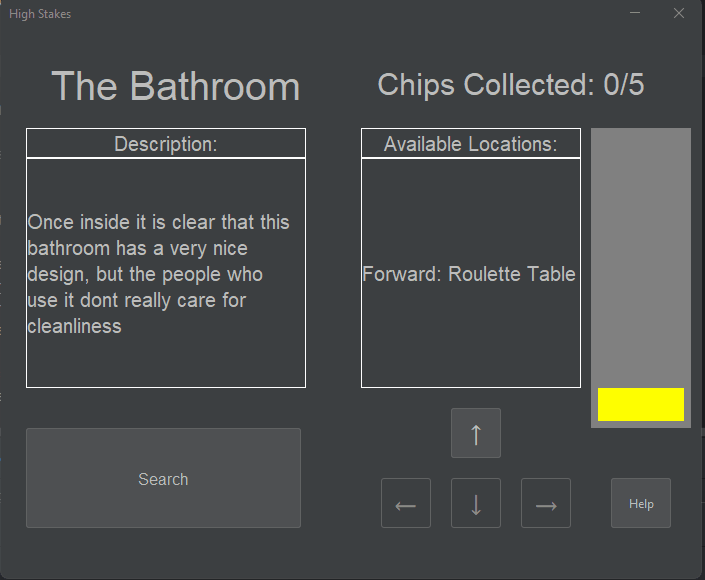 High Stakes
The Bathroom
Chips Collected: 0/5
Description:
Available Locations:
Once inside it is clear that this
bathroom has a very nice
design, but the people who
use it dont really care for
cleanliness
Forward: Roulette Table
↑
Search
← ↓ →
Help